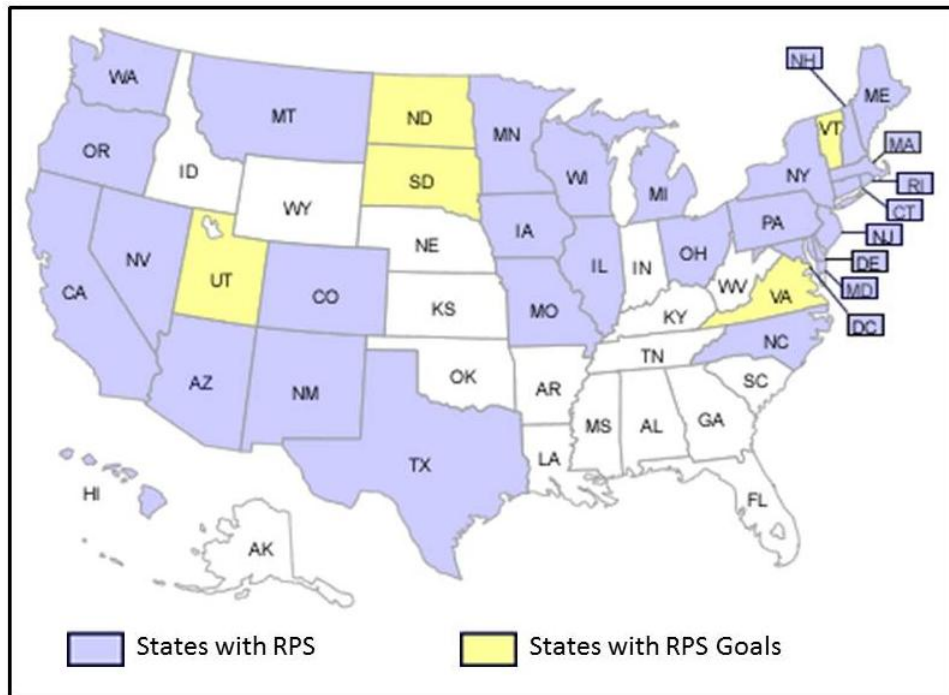 WA
MT
ND
MN
NH
ME
OR
ID
SD
WI
MI
VT
NY
MA
RI
CT
WY
NE
IA
PA
NJ
NV
UT
CO
IL
IN
OH
DE
MD
DC
CA
KS
MO
WV
VA
KY
NC
AZ
NM
OK
AR
TN
SC
TX
LA
MS
AL
GA
HI
AK
FL
States with RPS
States with RPS Goals